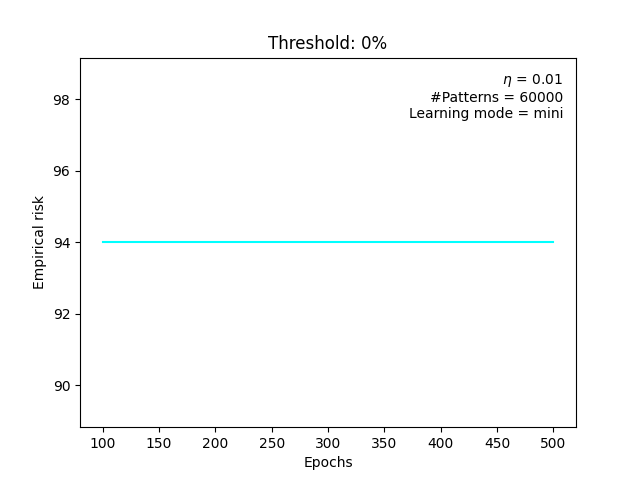 Threshold: 0%
η = 0.01
#Patterns = 60000
Learning mode = mini
Empirical risk
98
96
94
92
90
100 150 200 250 300 350 400 450 500
Epochs